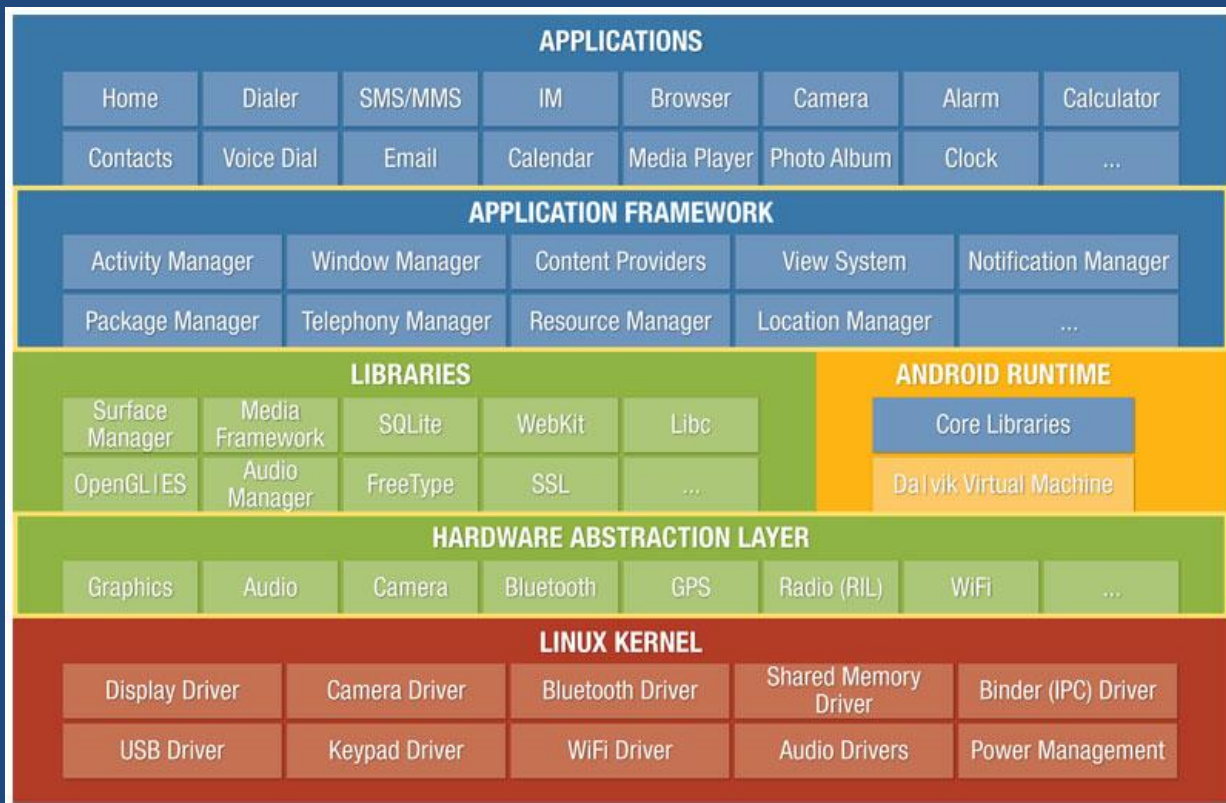 APPLICATIONS
Home Dialer SMS/MMS IM Browser Camera Alarm Calculator
Contacts Voice Dial Email Calendar Media Player Photo Album Clock ...
APPLICATION FRAMEWORK
Activity Manager Window Manager Content Providers View System Notification Manager
Package Manager Telephony Manager Resource Manager Location Manager ...
LIBRARIES
Surface Manager Media Framework SQLite WebKit Libc
OpenGL|ES Audio Manager FreeType SSL ...
ANDROID RUNTIME
Core Libraries
Da|vik Virtual Machine
HARDWARE ABSTRACTION LAYER
Graphics Audio Camera Bluetooth GPS Radio (RIL) WiFi ...
LINUX KERNEL
Display Driver Camera Driver Bluetooth Driver Shared Memory Driver Binder (IPC) Driver
USB Driver Keypad Driver WiFi Driver Audio Drivers Power Management